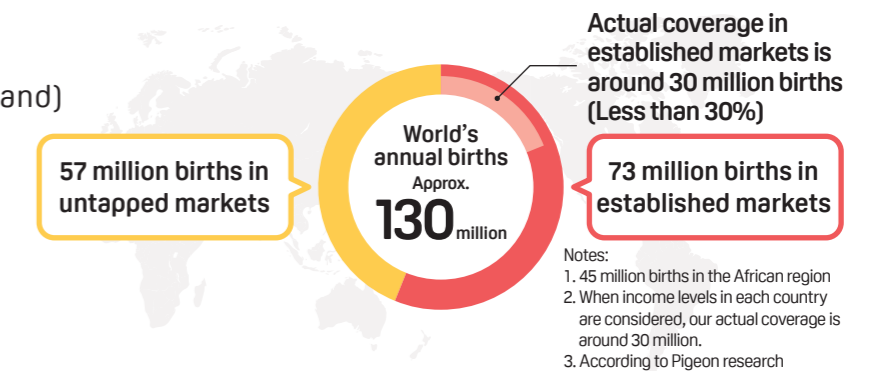 and)
Actual coverage in
established markets is
around 30 million births
(Less than 30%)
57 million births in
untapped markets
World's
annual births
Approx.
130 million
73 million births in
established markets
Notes:
1. 45 million births in the African region
2. When income levels in each country
are considered, our actual coverage is
around 30 million.
3. According to Pigeon research